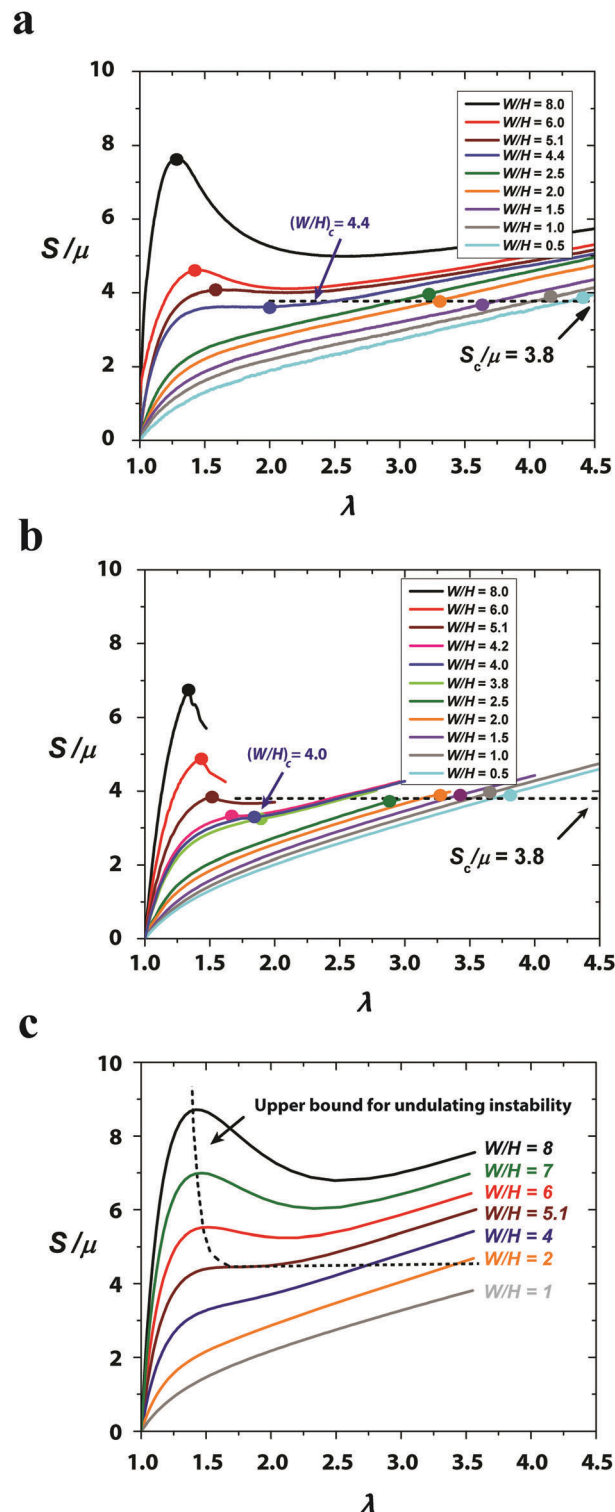 a
10
8
6
4
2
0
S/μ
W/H = 8.0
W/H = 6.0
W/H = 5.1
W/H = 4.4
W/H = 2.5
W/H = 2.0
W/H = 1.5
W/H = 1.0
W/H = 0.5
(W/H)c = 4.4
Sc/μ = 3.8
1.0 1.5 2.0 2.5 3.0 3.5 4.0 4.5
λ
b
10
8
6
4
2
0
S/μ
W/H = 8.0
W/H = 6.0
W/H = 5.1
W/H = 4.2
W/H = 4.0
W/H = 3.8
W/H = 2.5
W/H = 2.0
W/H = 1.5
W/H = 1.0
W/H = 0.5
(W/H)c = 4.0
Sc/μ = 3.8
1.0 1.5 2.0 2.5 3.0 3.5 4.0 4.5
λ
c
10
8
6
4
2
0
S/μ
Upper bound for undulating instability
W/H = 8
W/H = 7
W/H = 6
W/H = 5.1
W/H = 4
W/H = 2
W/H = 1
1.0 1.5 2.0 2.5 3.0 3.5 4.0 4.5
λ